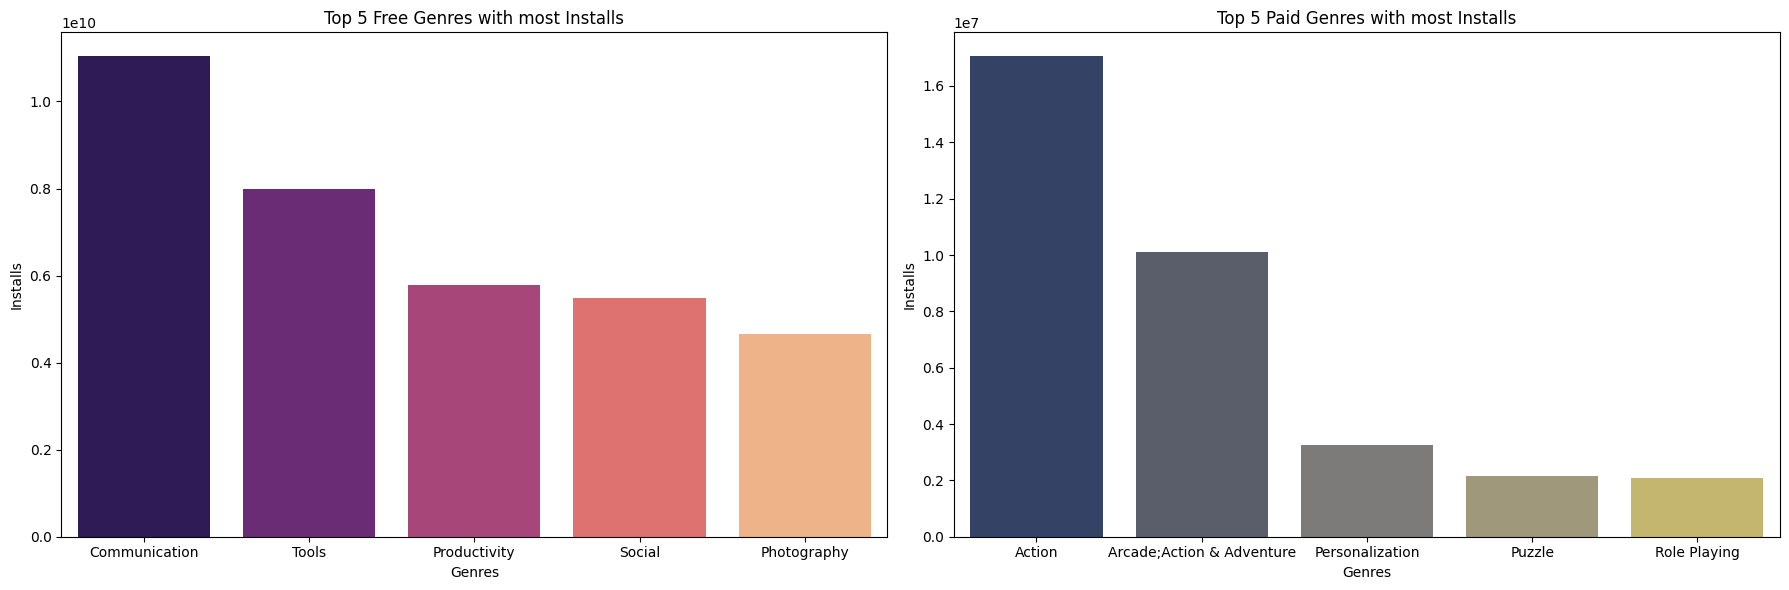 Top 5 Free Genres with most Installs
1e10
1.0
0.8
0.6
0.4
0.2
0.0
Installs
Communication Tools Productivity Social Photography
Genres
Top 5 Paid Genres with most Installs
1e7
1.6
1.4
1.2
1.0
0.8
0.6
0.4
0.2
0.0
Installs
Action Arcade;Action & Adventure Personalization Puzzle Role Playing
Genres